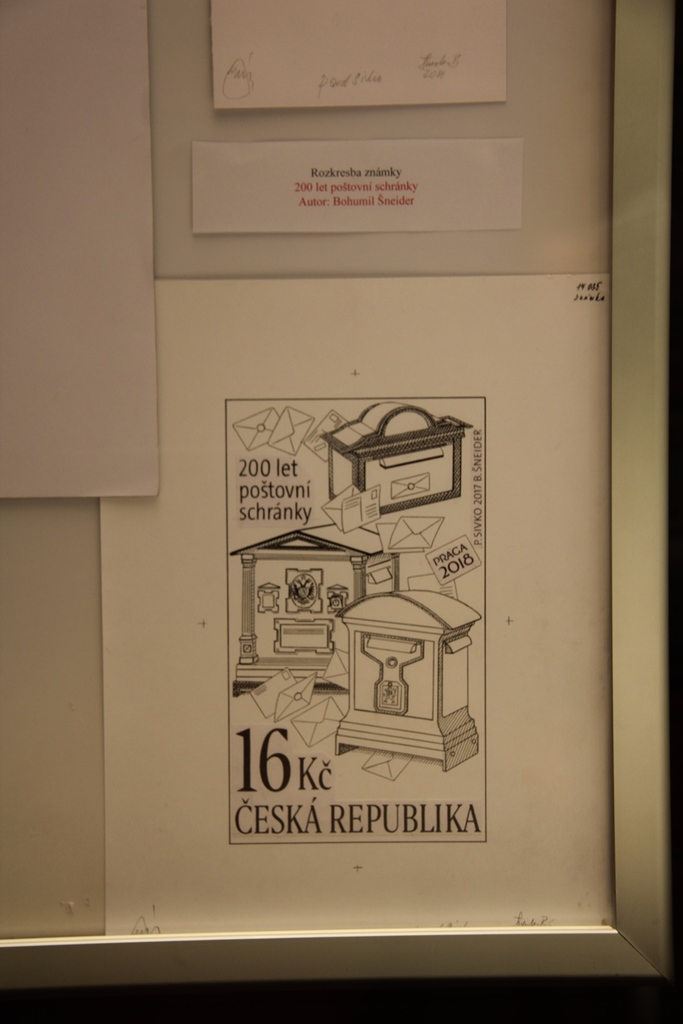 2011
Rozkresba známky
200 let poštovní schránky
Autor: Bohumil Šneider
200 let
poštovní
schránky
P. SIVKO 2017 B. ŠNEIDER
PRAGA
2018
16 Kč
ČESKÁ REPUBLIKA